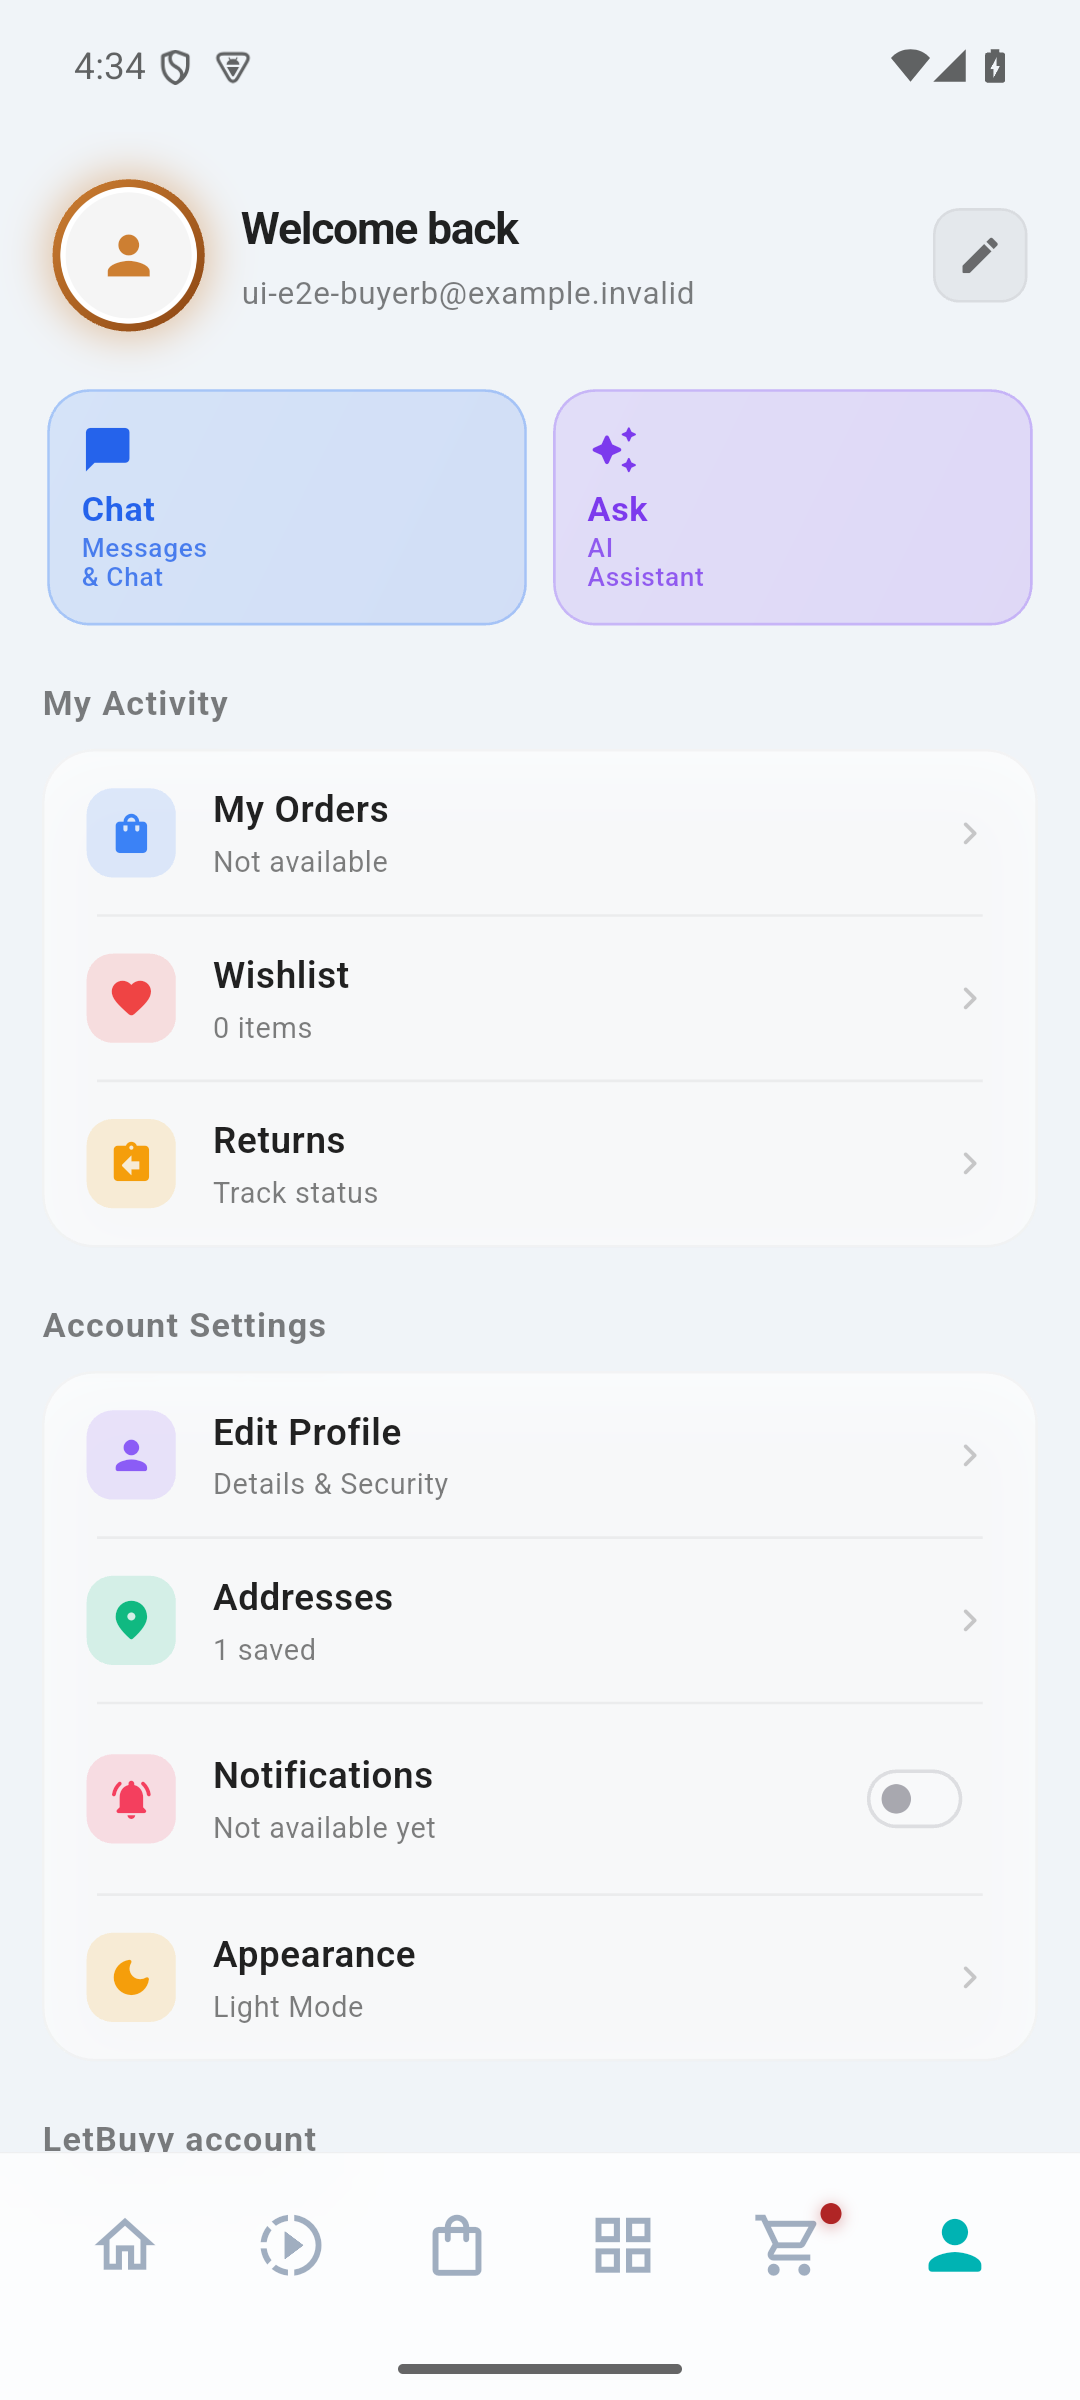 4:34
Welcome back
ui-e2e-buyerb@example.invalid
Chat
Messages
& Chat
Ask
AI
Assistant
My Activity
My Orders
Not available
Wishlist
0 items
Returns
Track status
Account Settings
Edit Profile
Details & Security
Addresses
1 saved
Notifications
Not available yet
Appearance
Light Mode
LetBuyy account